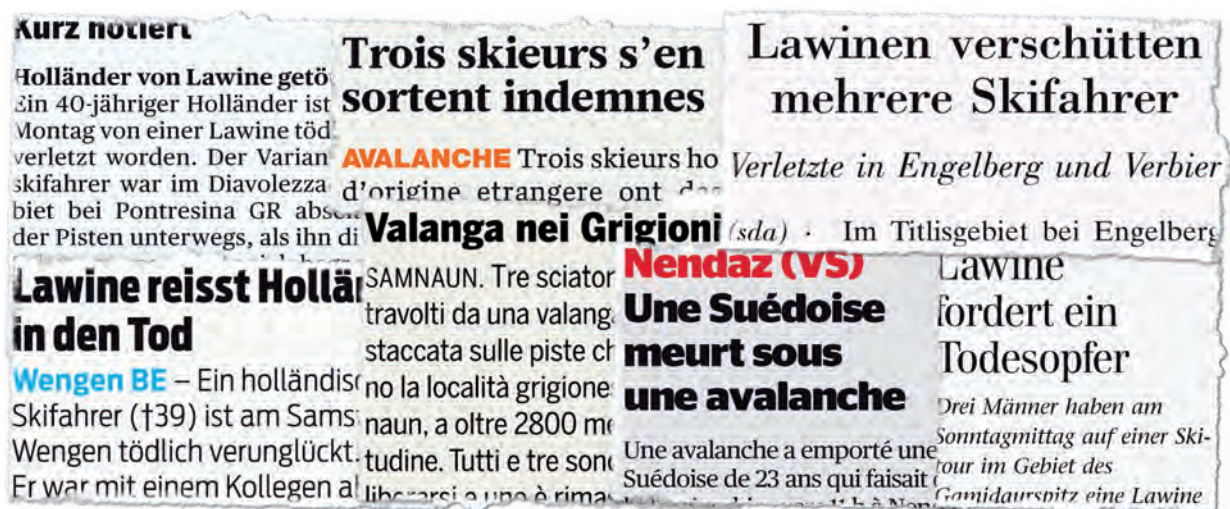 Kurz notiert
Holländer von Lawine getö
Ein 40-jähriger Holländer ist
Montag von einer Lawine töd
verletzt worden. Der Varian
skifahrer war im Diavolezza
biet bei Pontresina GR absei
der Pisten unterwegs, als ihn di
Trois skieurs s’en
sortent indemnes
AVALANCHE Trois skieurs ho
d’origine etrangere ont
Lawinen verschütten
mehrere Skifahrer
Verletzte in Engelberg und Verbier
(sda) · Im Titlisgebiet bei Engelberg
Lawine reisst Hollä
in den Tod
Wengen BE – Ein holländisc
Skifahrer (†39) ist am Sams
Wengen tödlich verunglückt.
Er war mit einem Kollegen al
Valanga nei Grigioni
SAMNAUN. Tre sciator
travolti da una valang
staccata sulle piste ch
no la località grigione
naun, a oltre 2800 me
tudine. Tutti e tre sono
liberarsi e uno è rima
Nendaz (VS)
Une Suédoise
meurt sous
une avalanche
Une avalanche a emporté une
Suédoise de 23 ans qui faisait
Lawine
fordert ein
Todesopfer
Drei Männer haben am
Sonntagmittag auf einer Ski-
tour im Gebiet des
Gamidaurspitz eine Lawine